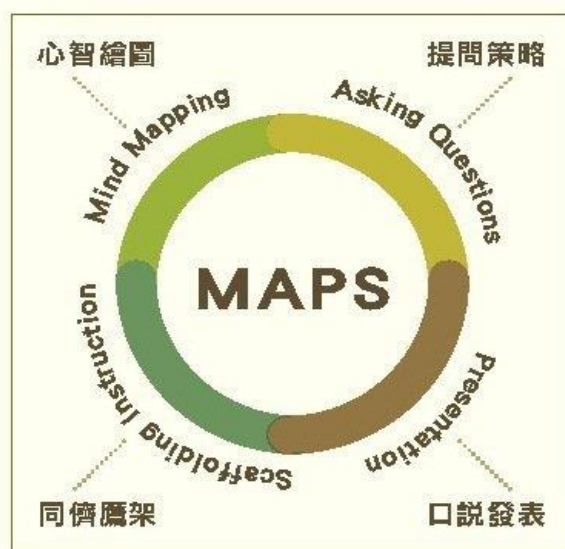 心智繪圖
提問策略
Mind Mapping
Asking Questions
MAPS
Scaffolding Instruction
Presentation
同儕鷹架
口說發表